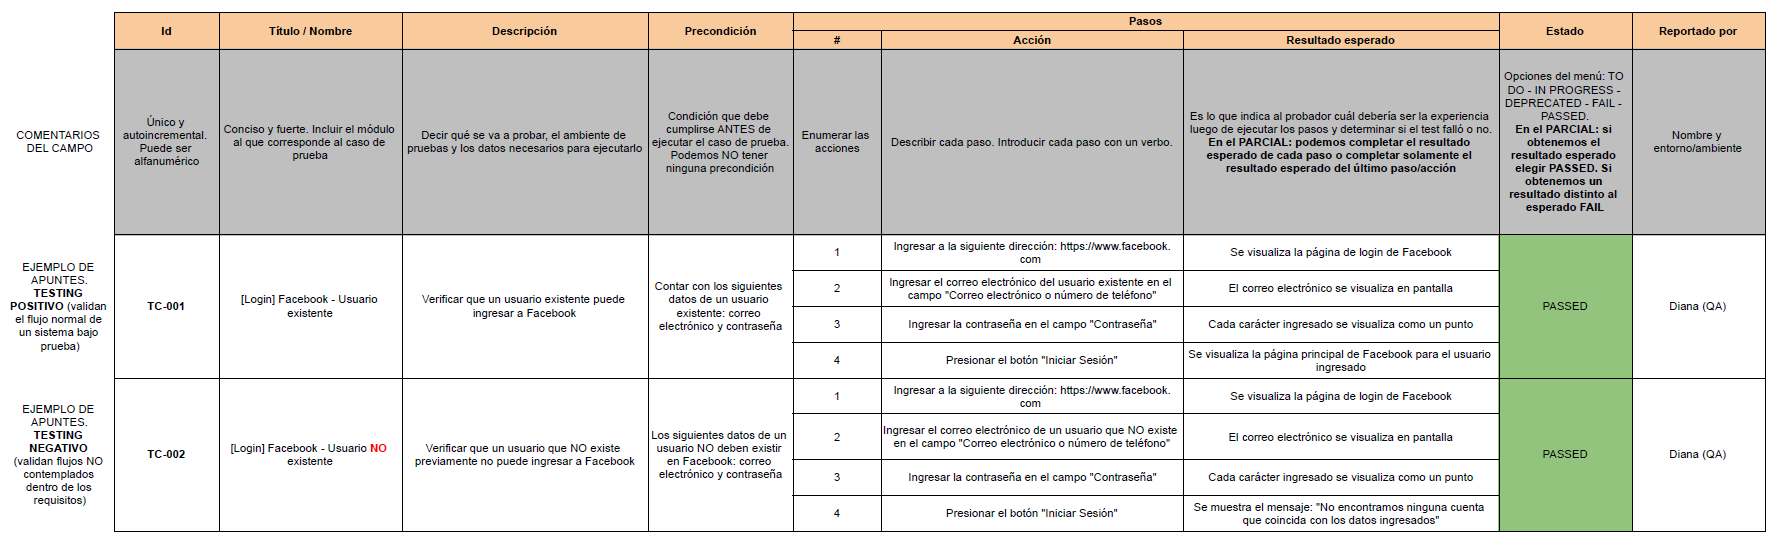 Id
Título / Nombre
Descripción
Precondición
Pasos
#
Acción
Resultado esperado
Estado
Reportado por
COMENTARIOS
DEL CAMPO
Único y
autoincremental.
Puede ser
alfanumérico
Conciso y fuerte. Incluir el módulo
al que corresponde al caso de
prueba
Decir qué se va a probar, el ambiente de
pruebas y los datos necesarios para ejecutarlo
Condición que debe
cumplirse ANTES de
ejecutar el caso de prueba.
Podemos NO tener
ninguna precondición
Enumerar las
acciones
Describir cada paso. Introducir cada paso con un verbo.
Es lo que indica al probador cuál debería ser la experiencia
luego de ejecutar los pasos y determinar si el test falló o no.
En el PARCIAL: podemos completar el resultado
esperado de cada paso o completar solamente el
resultado esperado del último paso/acción
Opciones del menú: TO
DO - IN PROGRESS -
DEPRECATED - FAIL -
PASSED.
En el PARCIAL: si
obtenemos el
resultado esperado
elegir PASSED. Si
obtenemos un
resultado distinto al
esperado FAIL
Nombre y
entorno/ambiente
EJEMPLO DE
APUNTES.
TESTING
POSITIVO (validan
el flujo normal de
un sistema bajo
prueba)
TC-001
[Login] Facebook - Usuario
existente
Verificar que un usuario existente puede
ingresar a Facebook
Contar con los siguientes
datos de un usuario
existente: correo
electrónico y contraseña
1
Ingresar a la siguiente dirección: https://www.facebook.
com
Se visualiza la página de login de Facebook
2
Ingresar el correo electrónico del usuario existente en el
campo "Correo electrónico o número de teléfono"
El correo electrónico se visualiza en pantalla
3
Ingresar la contraseña en el campo "Contraseña"
Cada carácter ingresado se visualiza como un punto
4
Presionar el botón "Iniciar Sesión"
Se visualiza la página principal de Facebook para el usuario
ingresado
PASSED
Diana (QA)
EJEMPLO DE
APUNTES.
TESTING
NEGATIVO
(validan flujos NO
contemplados
dentro de los
requisitos)
TC-002
[Login] Facebook - Usuario NO
existente
Verificar que un usuario que NO existe
previamente no puede ingresar a Facebook
Los siguientes datos de un
usuario NO deben existir
en Facebook: correo
electrónico y contraseña
1
Ingresar a la siguiente dirección: https://www.facebook.
com
Se visualiza la página de login de Facebook
2
Ingresar el correo electrónico de un usuario que NO existe
en el campo "Correo electrónico o número de teléfono"
El correo electrónico se visualiza en pantalla
3
Ingresar la contraseña en el campo "Contraseña"
Cada carácter ingresado se visualiza como un punto
4
Presionar el botón "Iniciar Sesión"
Se muestra el mensaje: "No encontramos ninguna cuenta
que coincida con los datos ingresados"
PASSED
Diana (QA)